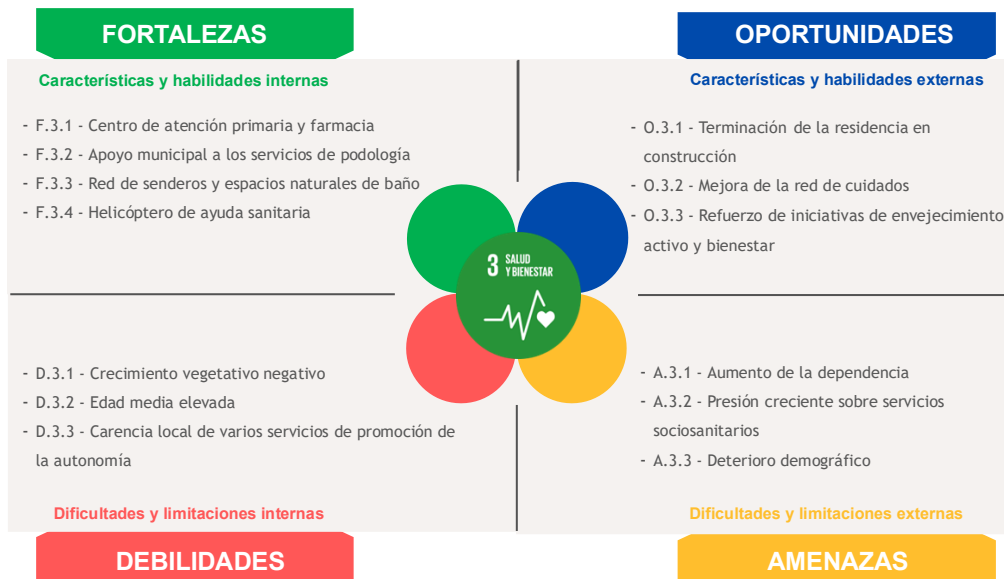 FORTALEZAS
Características y habilidades internas
- F.3.1 - Centro de atención primaria y farmacia
- F.3.2 - Apoyo municipal a los servicios de podología
- F.3.3 - Red de senderos y espacios naturales de baño
- F.3.4 - Helicóptero de ayuda sanitaria
OPORTUNIDADES
Características y habilidades externas
- O.3.1 - Terminación de la residencia en
construcción
- O.3.2 - Mejora de la red de cuidados
- O.3.3 - Refuerzo de iniciativas de envejecimiento
activo y bienestar
3 SALUD
Y BIENESTAR
- D.3.1 - Crecimiento vegetativo negativo
- D.3.2 - Edad media elevada
- D.3.3 - Carencia local de varios servicios de promoción de
la autonomía
Dificultades y limitaciones internas
DEBILIDADES
- A.3.1 - Aumento de la dependencia
- A.3.2 - Presión creciente sobre servicios
sociosanitarios
- A.3.3 - Deterioro demográfico
Dificultades y limitaciones externas
AMENAZAS